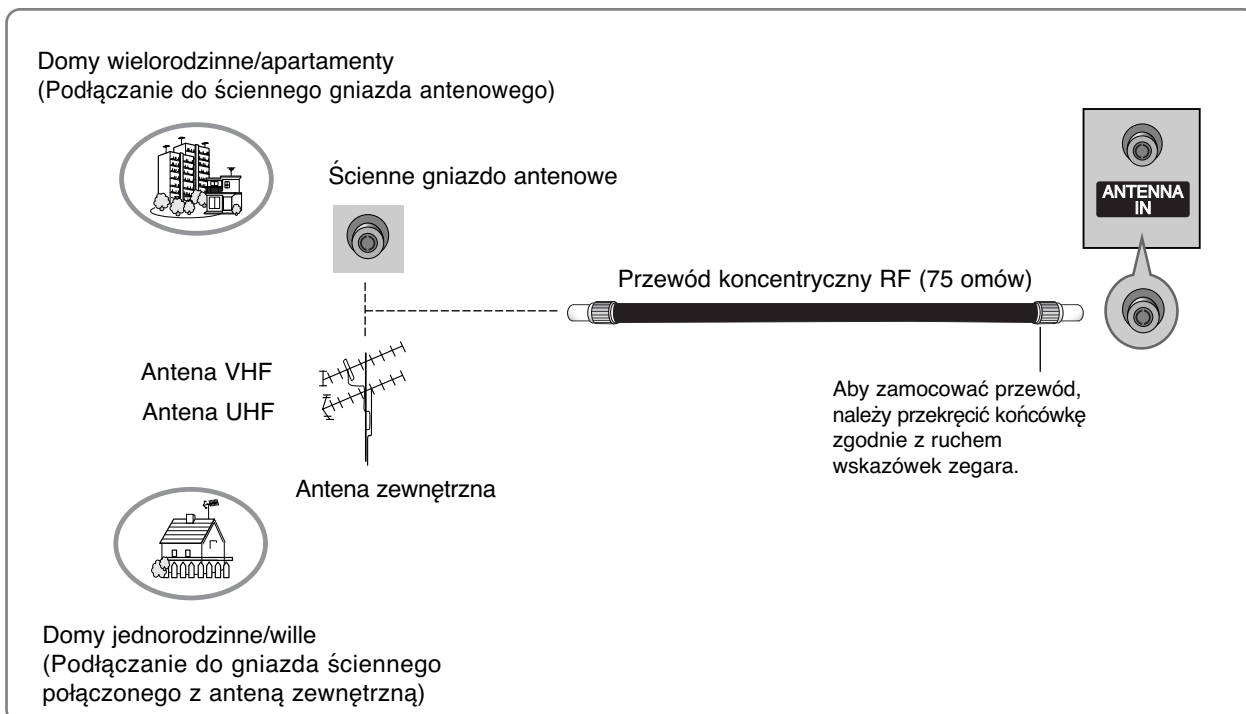 Domy wielorodzinne/apartamenty
(Podłączanie do ściennego gniazda antenowego)
Ścienne gniazdo antenowe
ANTENNA
IN
Przewód koncentryczny RF (75 omów)
Antena VHF
Antena UHF
Aby zamocować przewód,
należy przekręcić końcówkę
zgodnie z ruchem
wskazówek zegara.
Antena zewnętrzna
Domy jednorodzinne/wille
(Podłączanie do gniazda ściennego
połączonego z anteną zewnętrzną)